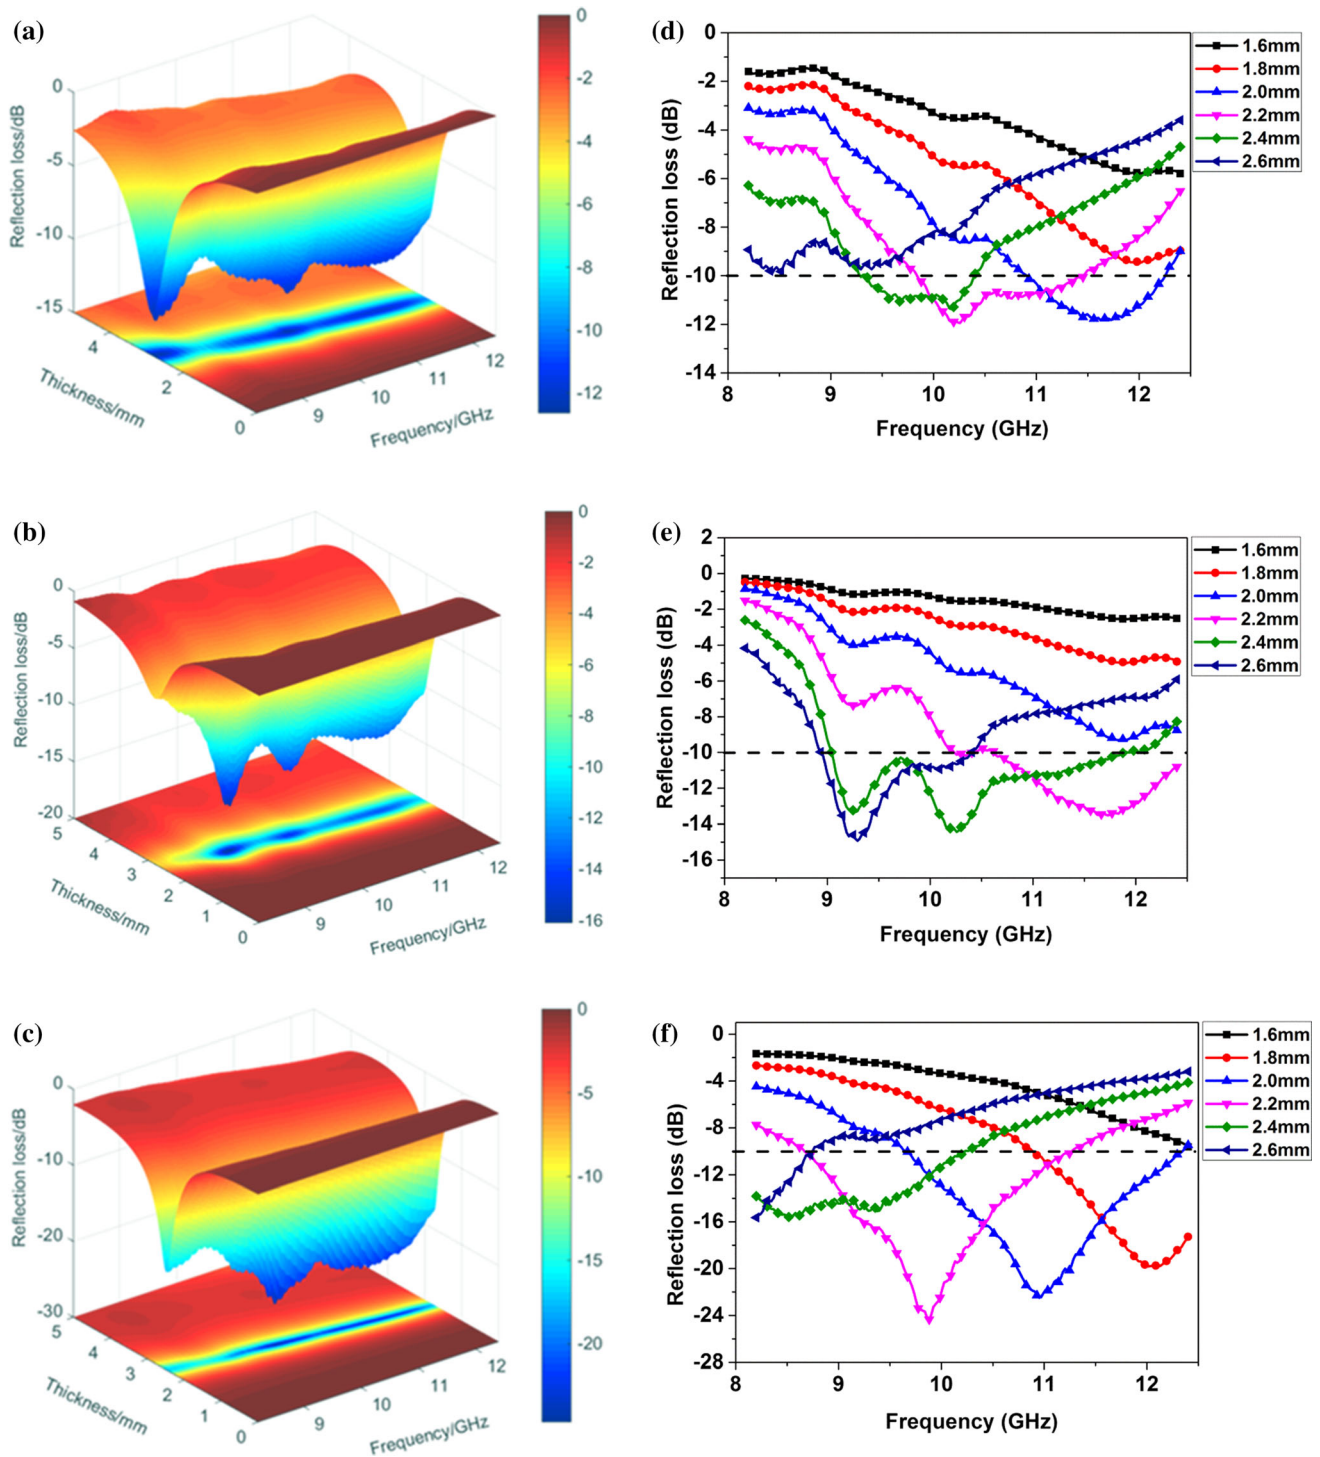 (a)
0
-5
-10
-15
Reflection loss/dB
4
2
0
Thickness/mm
9
10
11
12
Frequency/GHz
0
-2
-4
-6
-8
-10
-12
(d)
0
-2
-4
-6
-8
-10
-12
-14
Reflection loss (dB)
8
9
10
11
12
Frequency (GHz)
1.6mm
1.8mm
2.0mm
2.2mm
2.4mm
2.6mm
(b)
0
-5
-10
-15
-20
Reflection loss/dB
5
4
3
2
1
0
Thickness/mm
9
10
11
12
Frequency/GHz
0
-2
-4
-6
-8
-10
-12
-14
-16
(e)
2
0
-2
-4
-6
-8
-10
-12
-14
-16
Reflection loss (dB)
8
9
10
11
12
Frequency (GHz)
1.6mm
1.8mm
2.0mm
2.2mm
2.4mm
2.6mm
(c)
0
-10
-20
-30
Reflection loss/dB
5
4
3
2
1
0
Thickness/mm
9
10
11
12
Frequency/GHz
0
-5
-10
-15
-20
(f)
0
-4
-8
-12
-16
-20
-24
-28
Reflection loss (dB)
8
9
10
11
12
Frequency (GHz)
1.6mm
1.8mm
2.0mm
2.2mm
2.4mm
2.6mm